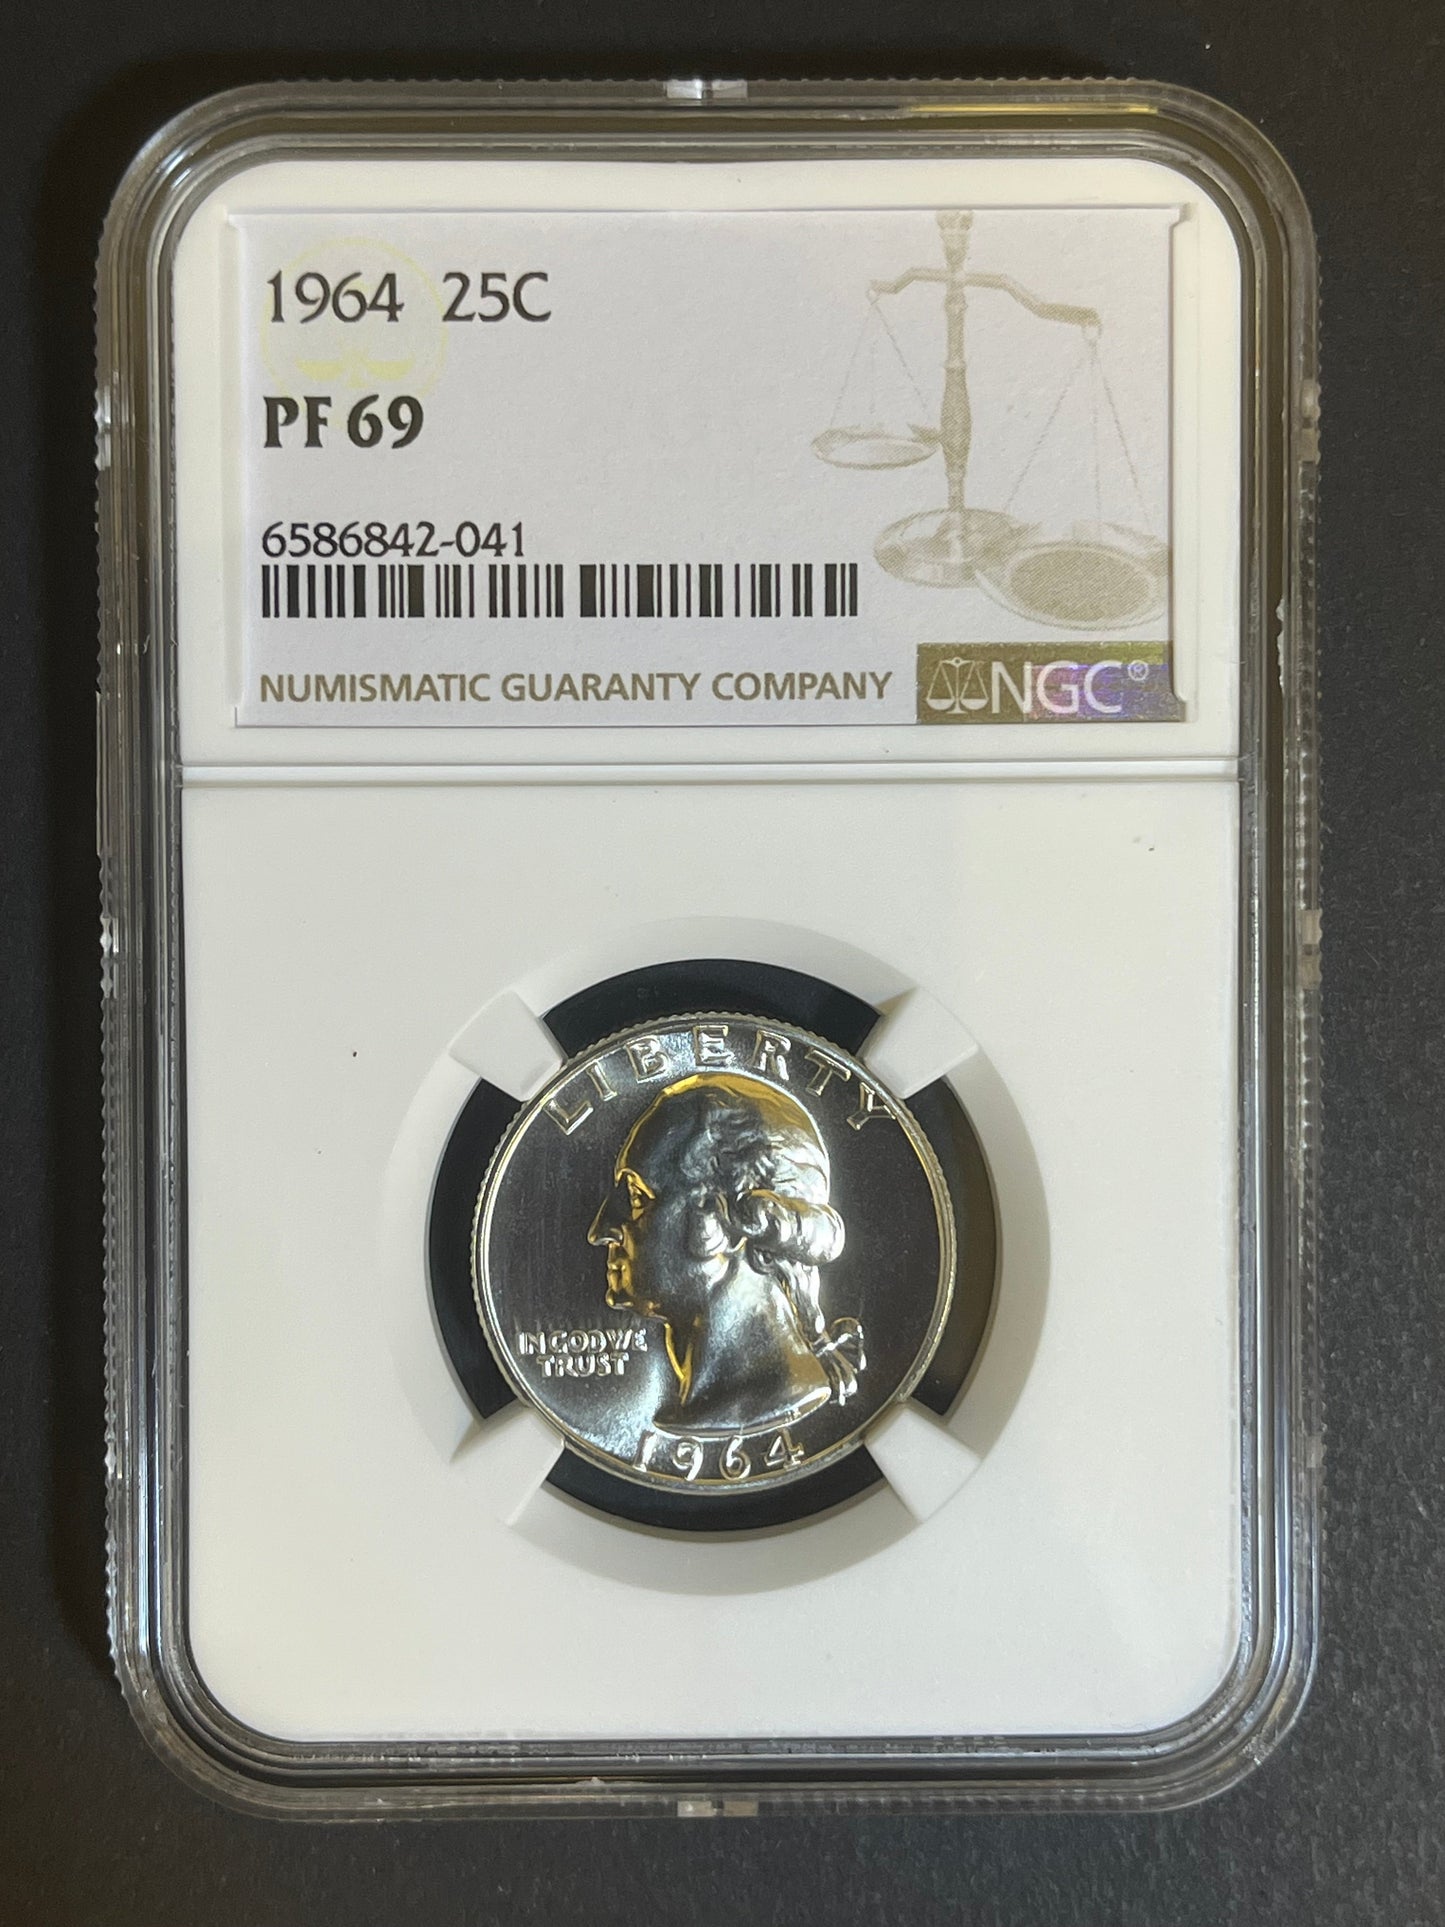 1964 25C
PF 69
6586842-041
NUMISMATIC GUARANTY COMPANY
NGC®
LIBERTY
IN GOD WE
TRUST
1964